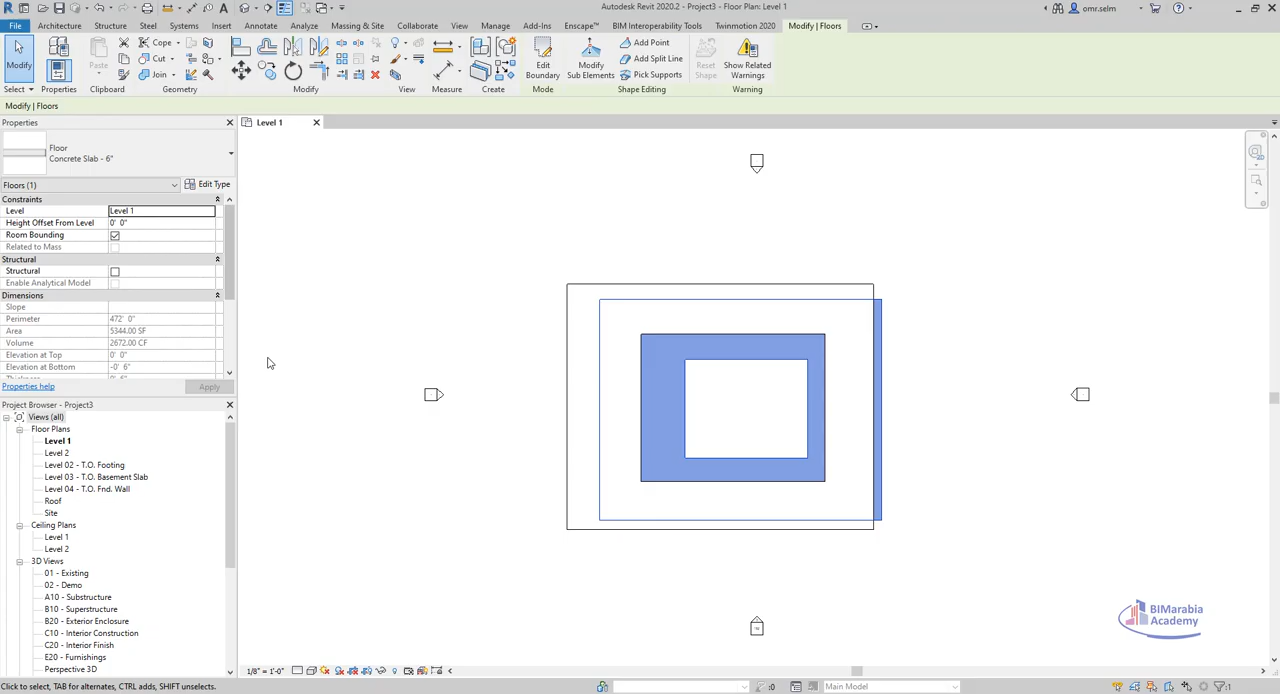 Autodesk Revit 2020.2 - Project3 - Floor Plan: Level 1
omr.selm
File Architecture Structure Steel Systems Insert Annotate Analyze Massing & Site Collaborate View Manage Add-Ins Enscape™ BIM Interoperability Tools Twinmotion 2020 Modify | Floors
Modify
Select
Properties
Paste
Clipboard
Cope
Cut
Join
Geometry
Modify
View
Measure
Create
Edit Boundary
Mode
Modify Sub Elements
Add Point
Add Split Line
Pick Supports
Reset Shape
Shape Editing
Show Related Warnings
Warning
Modify | Floors
Properties
Level 1
Floor
Concrete Slab - 6"
Floors (1)
Edit Type
Constraints
Level Level 1
Height Offset From Level 0' 0"
Room Bounding
Related to Mass
Structural
Structural
Enable Analytical Model
Dimensions
Slope
Perimeter 472' 0"
Area 5344.00 SF
Volume 2672.00 CF
Elevation at Top 0' 0"
Elevation at Bottom -0' 6"
Properties help
Apply
Project Browser - Project3
Views (all)
Floor Plans
Level 1
Level 2
Level 02 - T.O. Footing
Level 03 - T.O. Basement Slab
Level 04 - T.O. Fnd. Wall
Roof
Site
Ceiling Plans
Level 1
Level 2
3D Views
01 - Existing
02 - Demo
A10 - Substructure
B10 - Superstructure
B20 - Exterior Enclosure
C10 - Interior Construction
C20 - Interior Finish
E20 - Furnishings
Perspective 3D
BIMarabia
Academy
1/8" = 1'-0"
Click to select, TAB for alternates, CTRL adds, SHIFT unselects.
:0
Main Model
:1